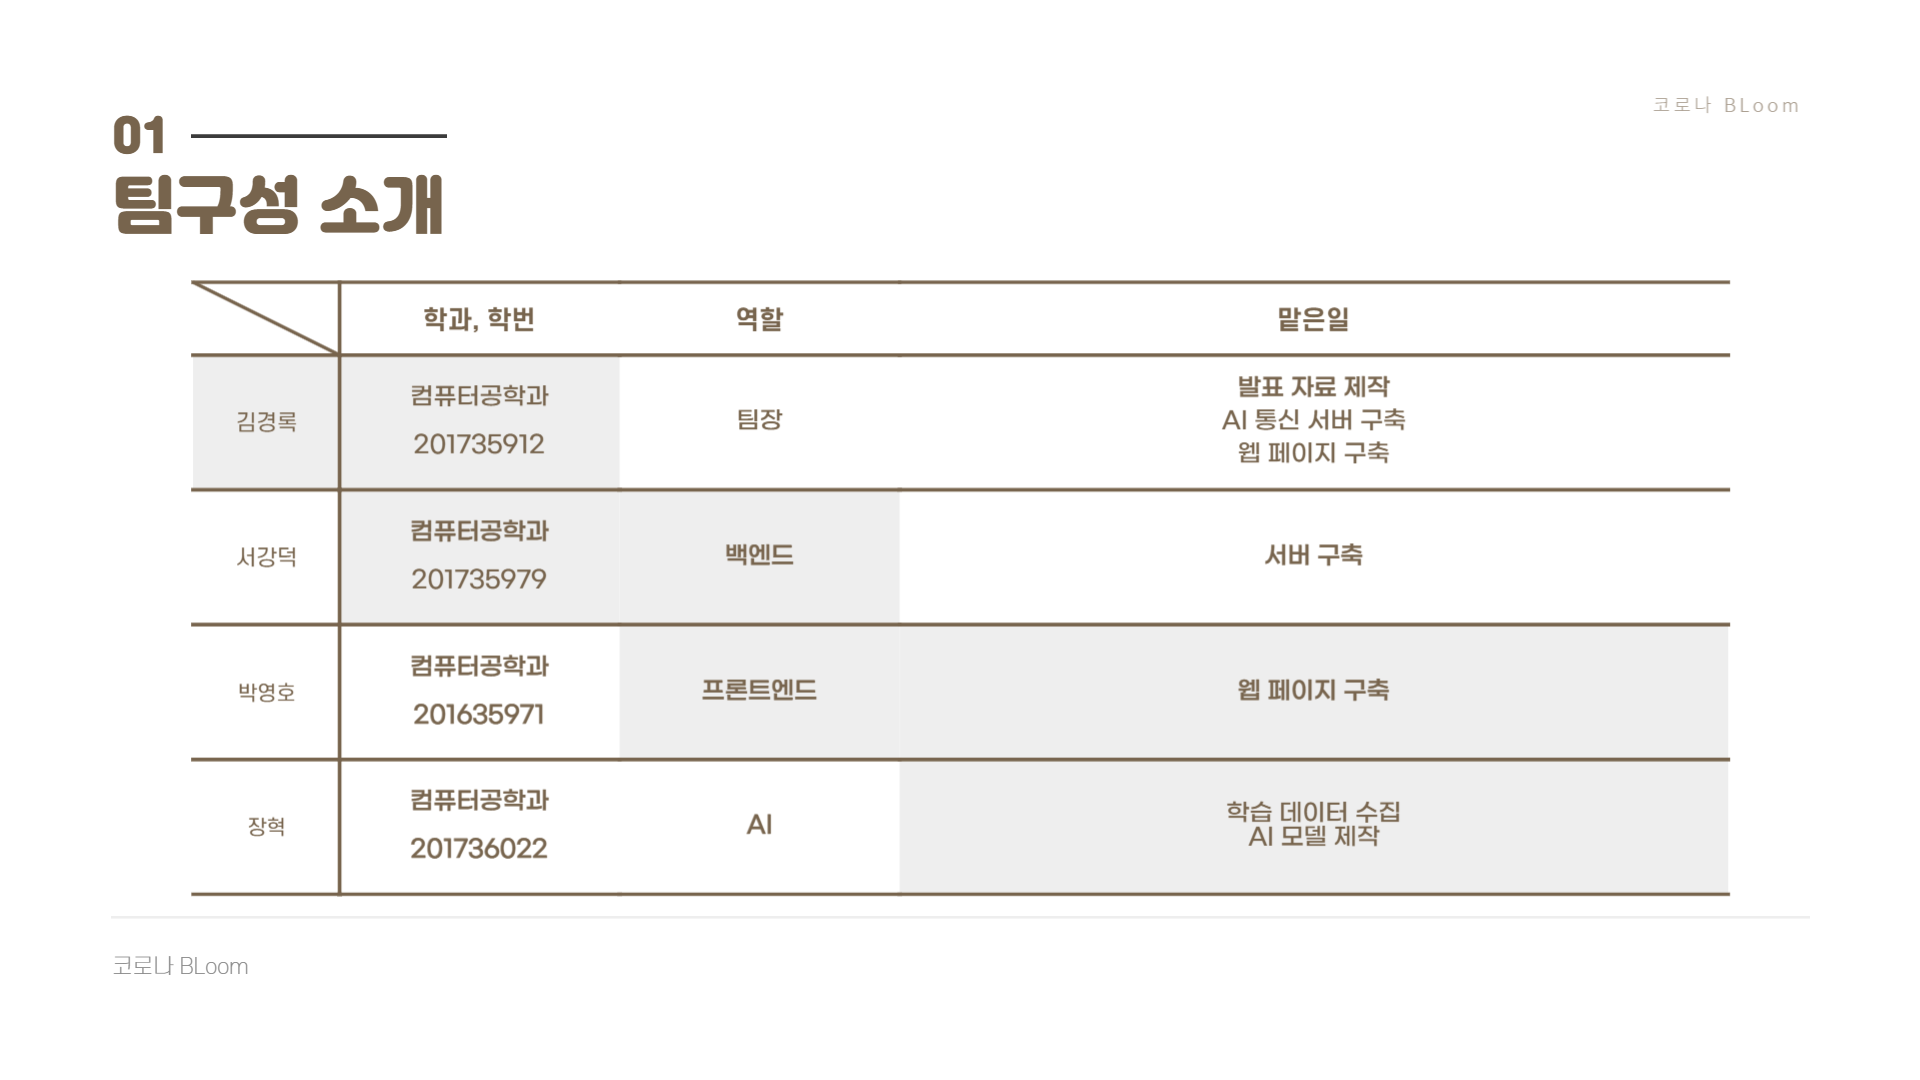 코로나 BLoom
01
팀구성 소개
학과, 학번 역할 맡은일
김경록 컴퓨터공학과 201735912 팀장 발표 자료 제작
AI 통신 서버 구축
웹 페이지 구축
서강덕 컴퓨터공학과 201735979 백엔드 서버 구축
박영호 컴퓨터공학과 201635971 프론트엔드 웹 페이지 구축
장혁 컴퓨터공학과 201736022 AI 학습 데이터 수집
AI 모델 제작
코로나 BLoom